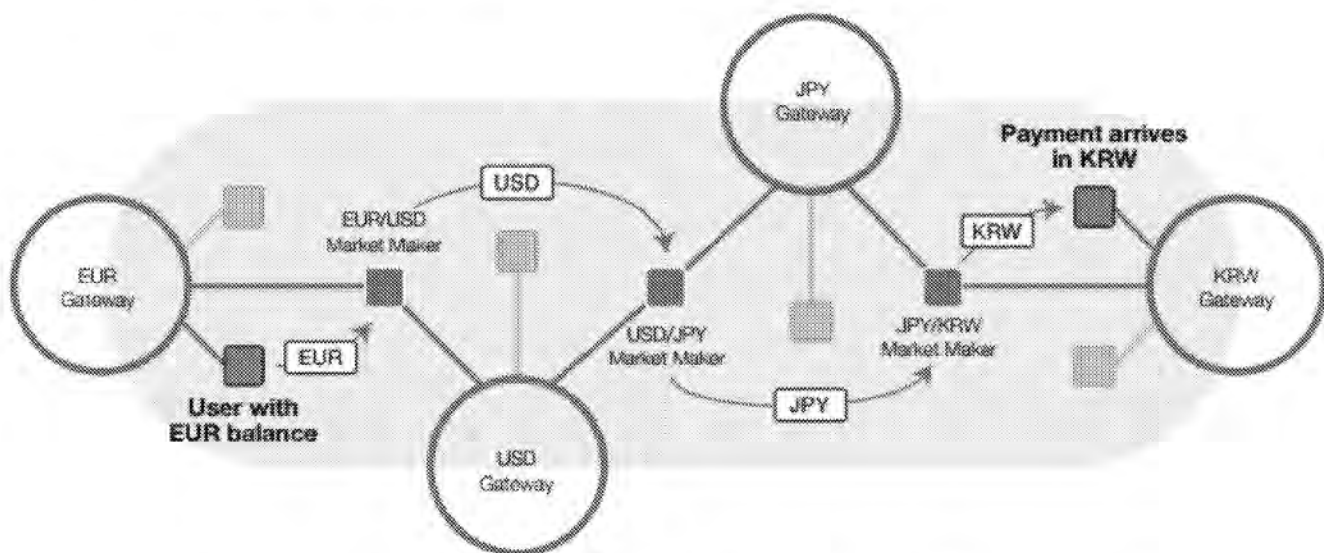 JPY
Gateway
Payment arrives
in KRW
USD
EUR/USD
Market Maker
KRW
EUR
Gateway
KRW
Gateway
USD/JPY
Market Maker
JPY/KRW
Market Maker
EUR
JPY
User with
EUR balance
USD
Gateway